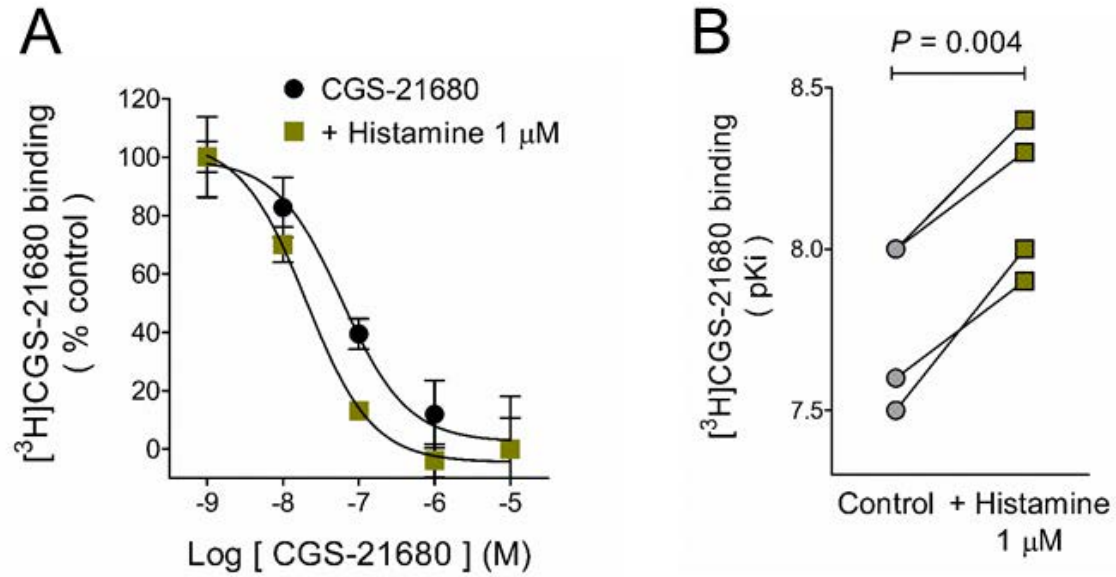 A
CGS-21680
+ Histamine 1 μM
[³H]CGS-21680 binding
( % control )
120
100
80
60
40
20
0
-9 -8 -7 -6 -5
Log [ CGS-21680 ] (M)
B
P = 0.004
[³H]CGS-21680 binding
( pKi )
8.5
8.0
7.5
Control + Histamine
1 μM